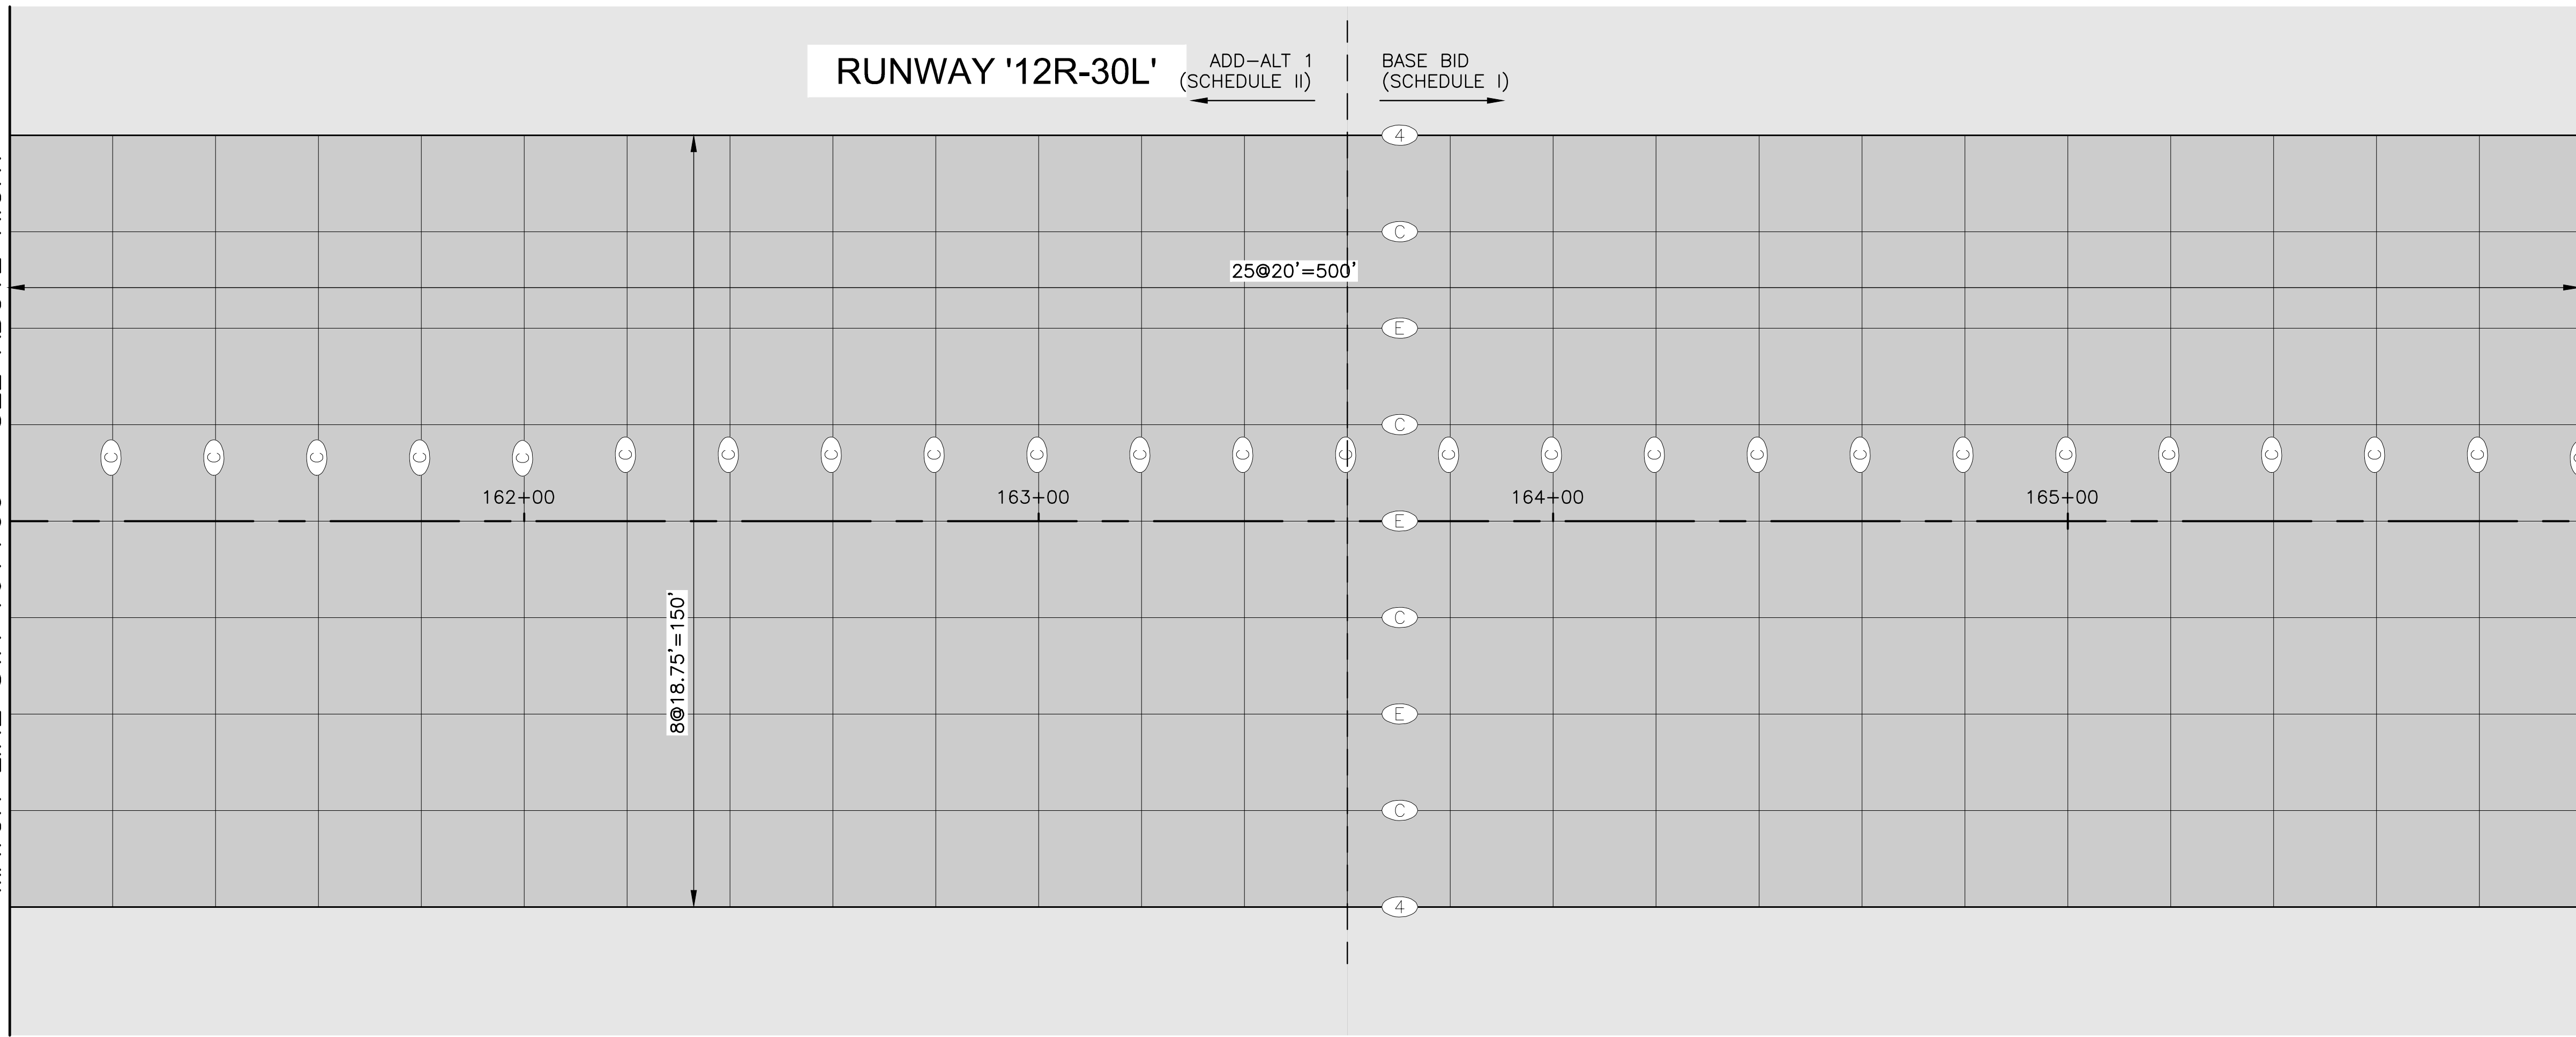 RUNWAY '12R-30L'
ADD-ALT 1
(SCHEDULE II)
BASE BID
(SCHEDULE I)
4
C
25@20'=500'
E
C
C C C C C C C C C C C C C C C C C C C C C C C C
162+00 163+00 164+00 165+00
E
C
8@18.75'=150'
E
C
4